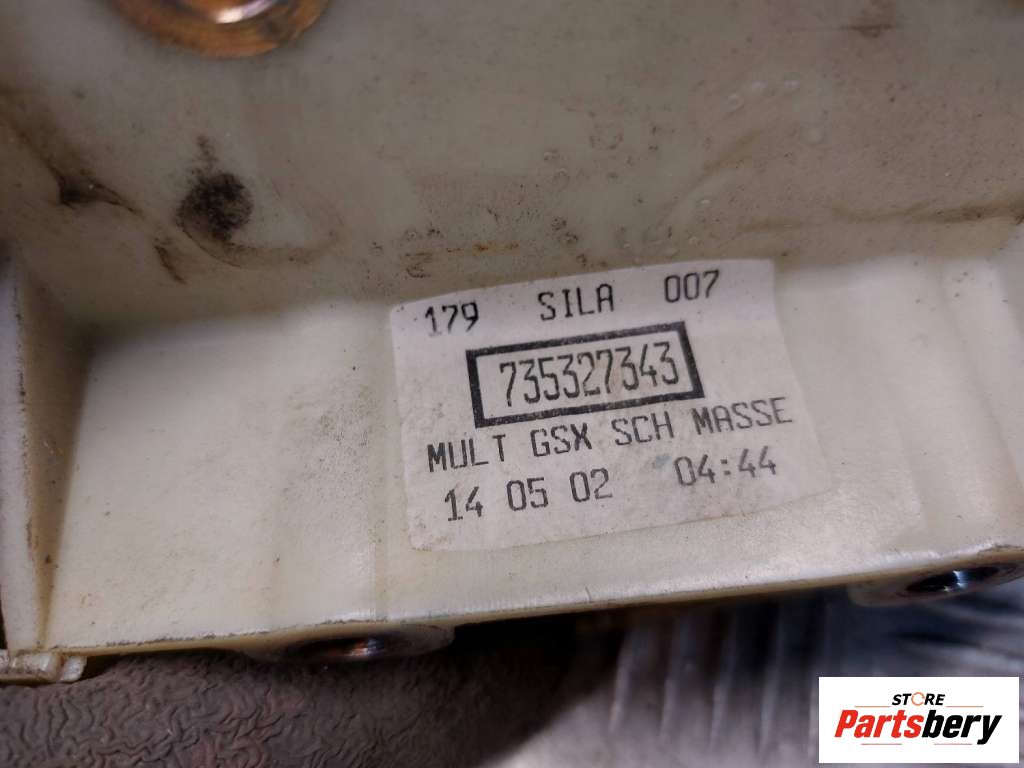 179 SILA 007
735327343
MULT GSX SCH MASSE
14 05 02 04:44
STORE
Partsbery